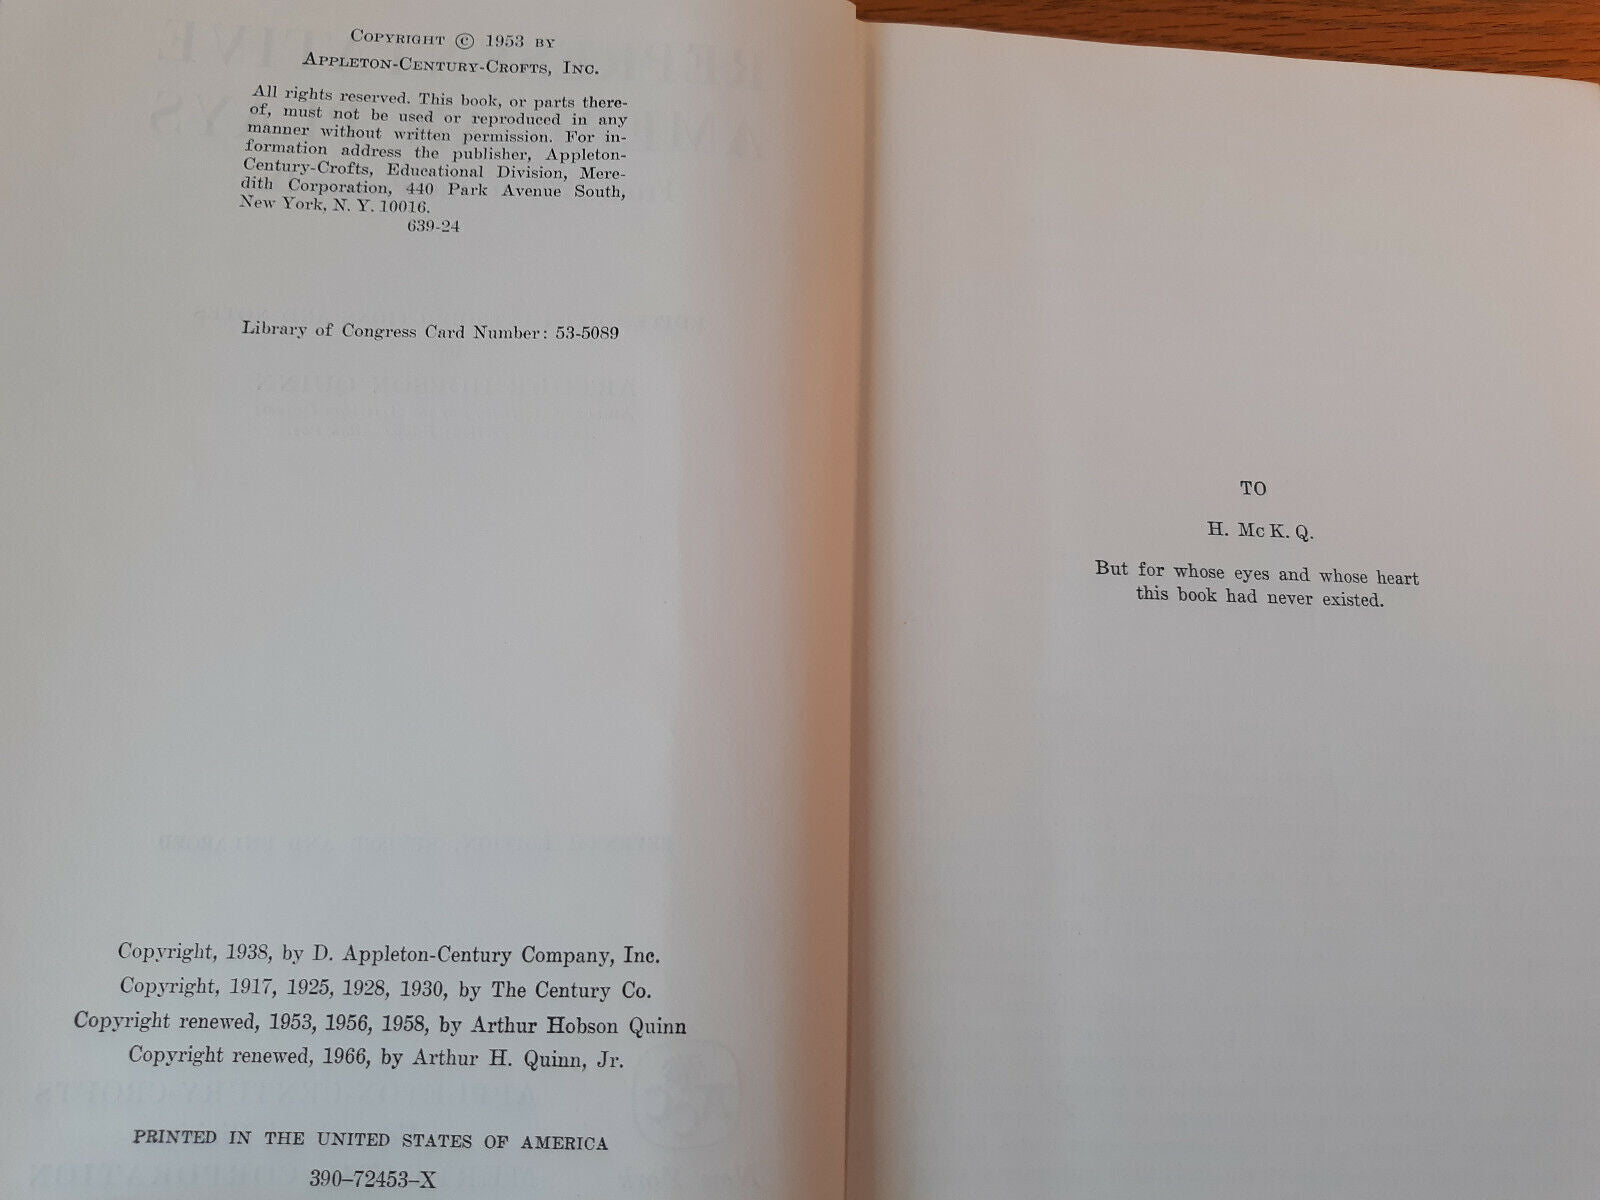 COPYRIGHT © 1953 BY
APPLETON-CENTURY-CROFTS, INC.
All rights reserved. This book, or parts there-
of, must not be used or reproduced in any
manner without written permission. For in-
formation address the publisher, Appleton-
Century-Crofts, Educational Division, Mere-
dith Corporation, 440 Park Avenue South,
New York, N. Y. 10016.
639-24
Library of Congress Card Number: 53-5089
Copyright, 1938, by D. Appleton-Century Company, Inc.
Copyright, 1917, 1925, 1928, 1930, by The Century Co.
Copyright renewed, 1953, 1956, 1958, by Arthur Hobson Quinn
Copyright renewed, 1966, by Arthur H. Quinn, Jr.
PRINTED IN THE UNITED STATES OF AMERICA
390–72453–X
TO
H. McK. Q.
But for whose eyes and whose heart
this book had never existed.